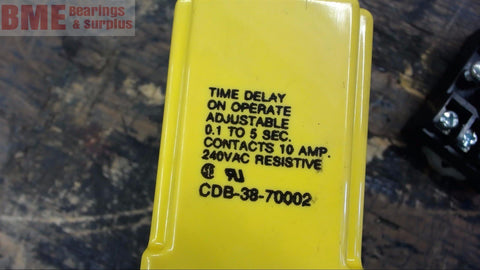 BME Bearings
& Surplus
TIME DELAY
ON OPERATE
ADJUSTABLE
0.1 TO 5 SEC.
CONTACTS 10 AMP.
240VAC RESISTIVE
CDB-38-70002